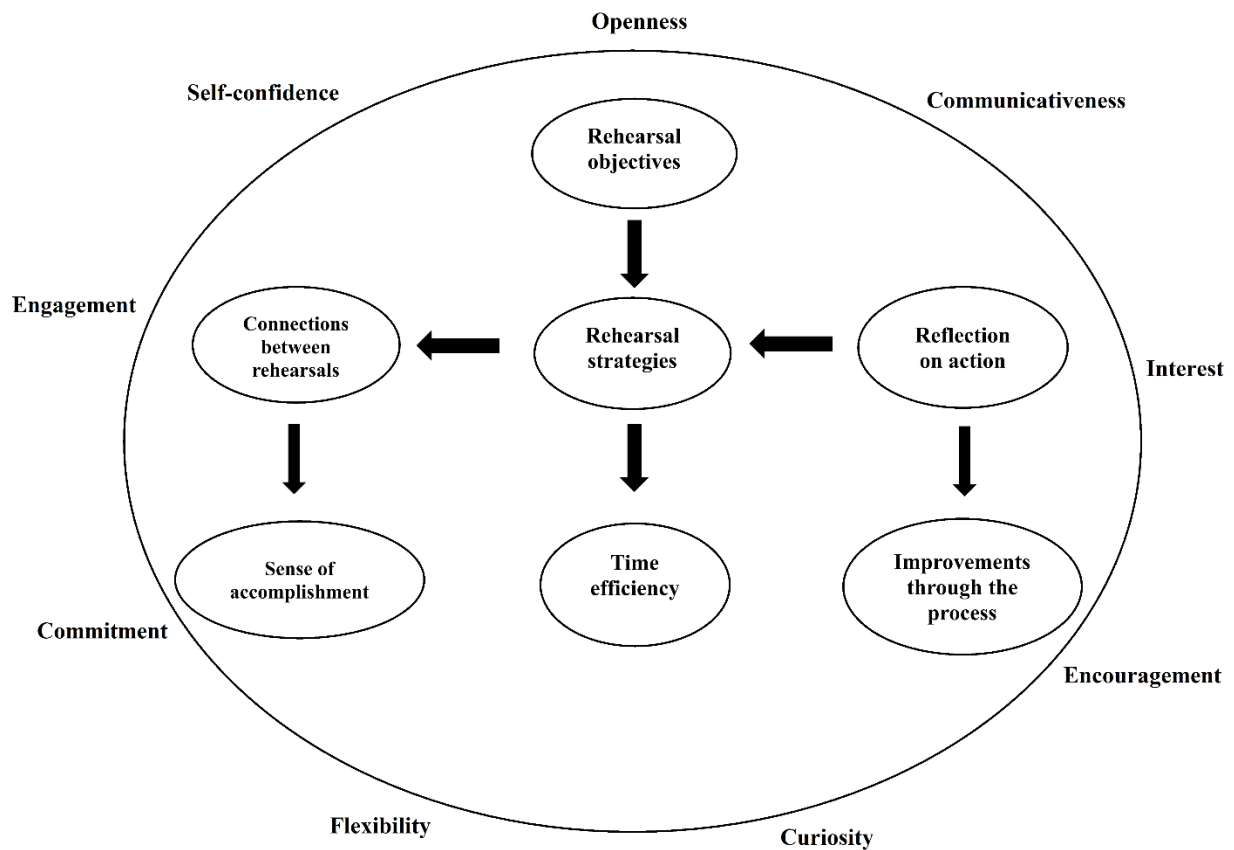 Openness
Self-confidence
Communicativeness
Rehearsal
objectives
Engagement
Connections
between
rehearsals
Rehearsal
strategies
Reflection
on action
Interest
Sense of
accomplishment
Time
efficiency
Improvements
through the
process
Commitment
Encouragement
Flexibility
Curiosity